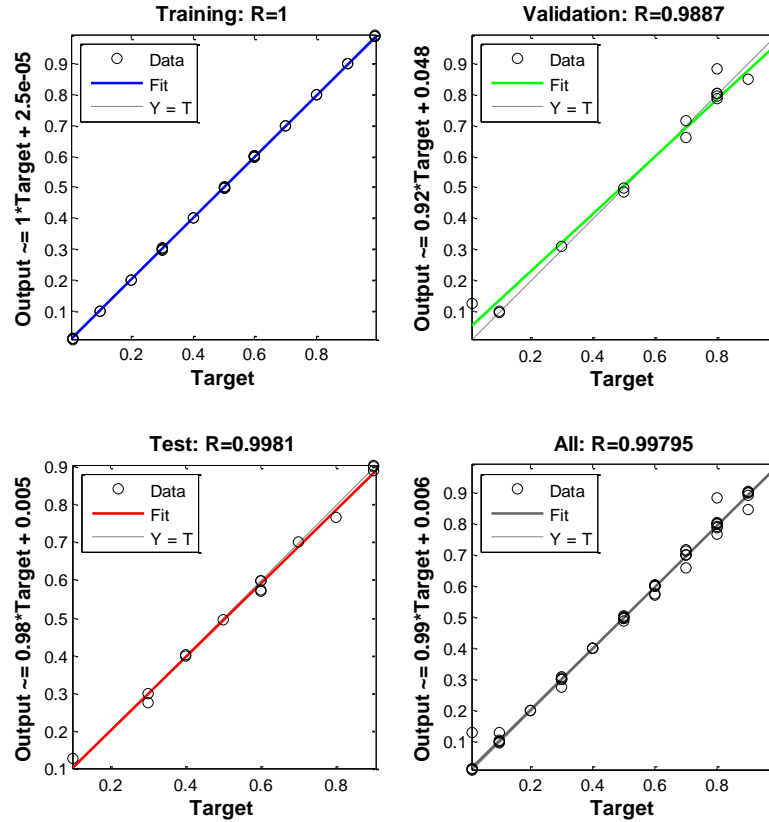 Training: R=1
Output ~= 1*Target + 2.5e-05
Data
Fit
Y = T
0.9
0.8
0.7
0.6
0.5
0.4
0.3
0.2
0.1
0.2 0.4 0.6 0.8
Target
Validation: R=0.9887
Output ~= 0.92*Target + 0.048
Data
Fit
Y = T
0.9
0.8
0.7
0.6
0.5
0.4
0.3
0.2
0.1
0.2 0.4 0.6 0.8
Target
Test: R=0.9981
Output ~= 0.98*Target + 0.005
Data
Fit
Y = T
0.9
0.8
0.7
0.6
0.5
0.4
0.3
0.2
0.1
0.2 0.4 0.6 0.8
Target
All: R=0.99795
Output ~= 0.99*Target + 0.006
Data
Fit
Y = T
0.9
0.8
0.7
0.6
0.5
0.4
0.3
0.2
0.1
0.2 0.4 0.6 0.8
Target